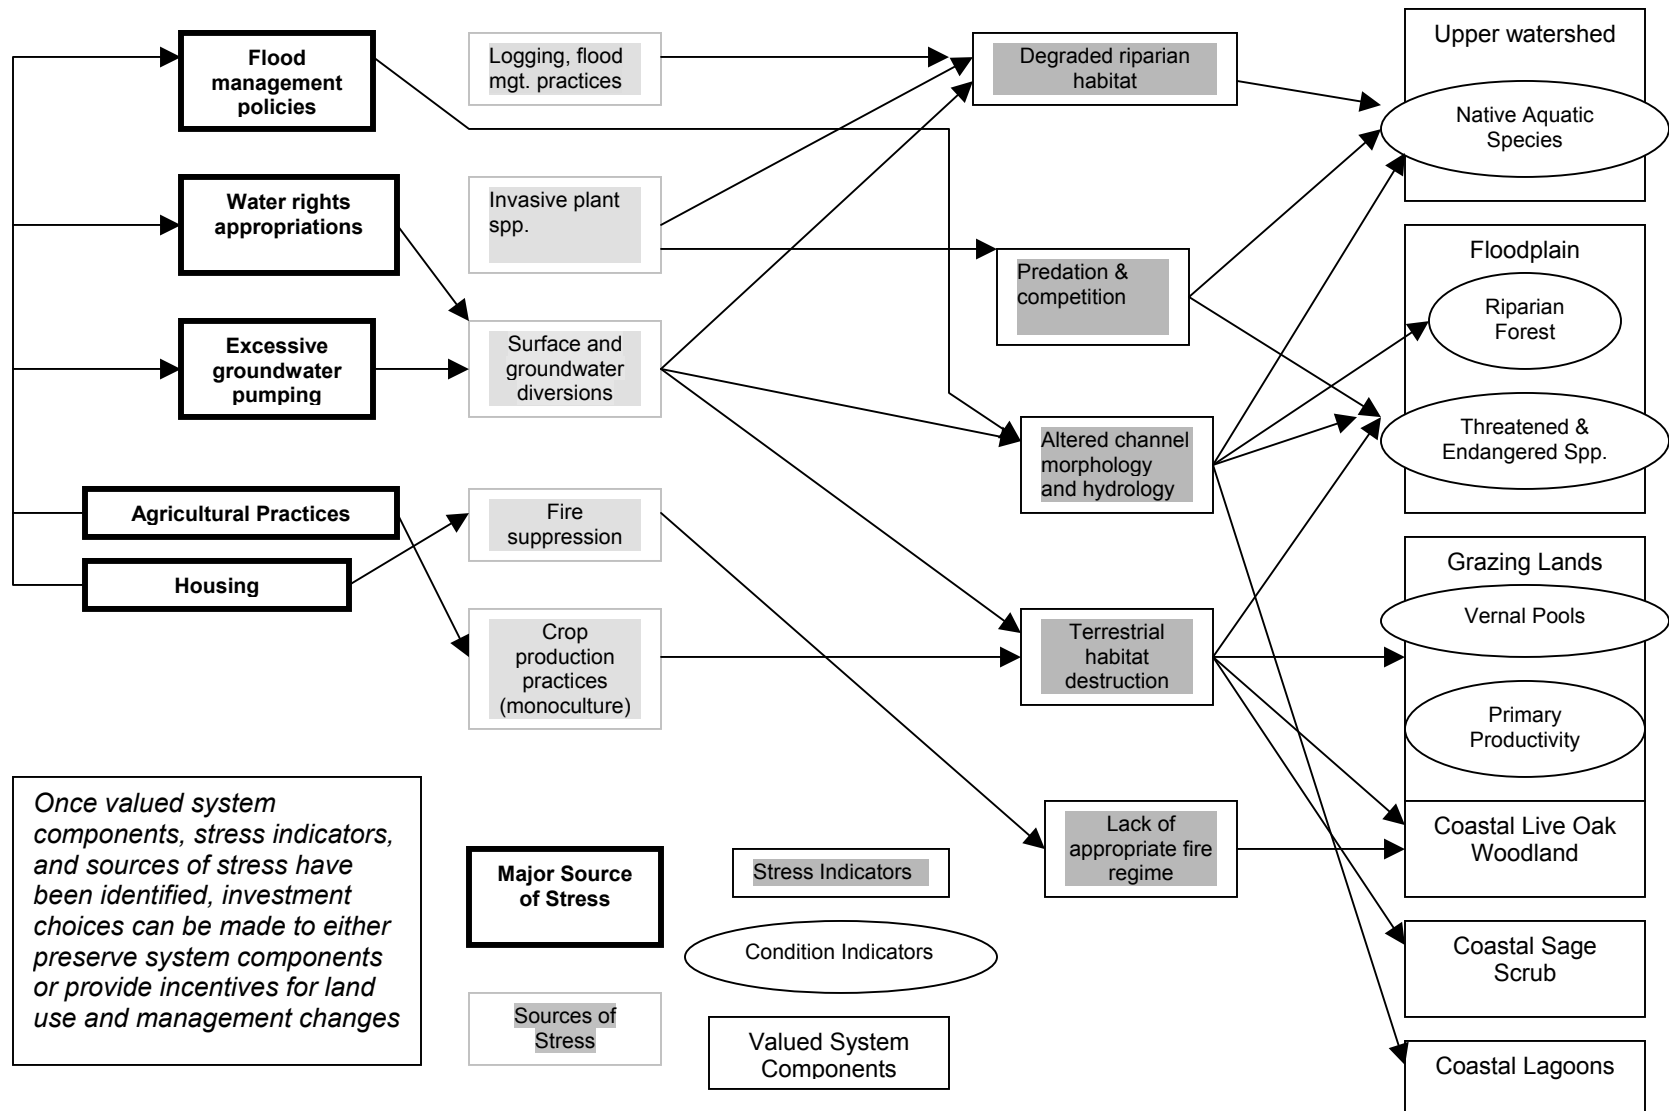 Flood
management
policies
Water rights
appropriations
Excessive
groundwater
pumping
Agricultural Practices
Housing
Logging, flood
mgt. practices
Invasive plant
spp.
Surface and
groundwater
diversions
Fire
suppression
Crop
production
practices
(monoculture)
Degraded riparian
habitat
Predation &
competition
Altered channel
morphology
and hydrology
Terrestrial
habitat
destruction
Lack of
appropriate fire
regime
Upper watershed
Native Aquatic
Species
Floodplain
Riparian
Forest
Threatened &
Endangered Spp.
Grazing Lands
Vernal Pools
Primary
Productivity
Coastal Live Oak
Woodland
Coastal Sage
Scrub
Coastal Lagoons
Once valued system
components, stress indicators,
and sources of stress have
been identified, investment
choices can be made to either
preserve system components
or provide incentives for land
use and management changes
Major Source
of Stress
Sources of
Stress
Stress Indicators
Condition Indicators
Valued System
Components